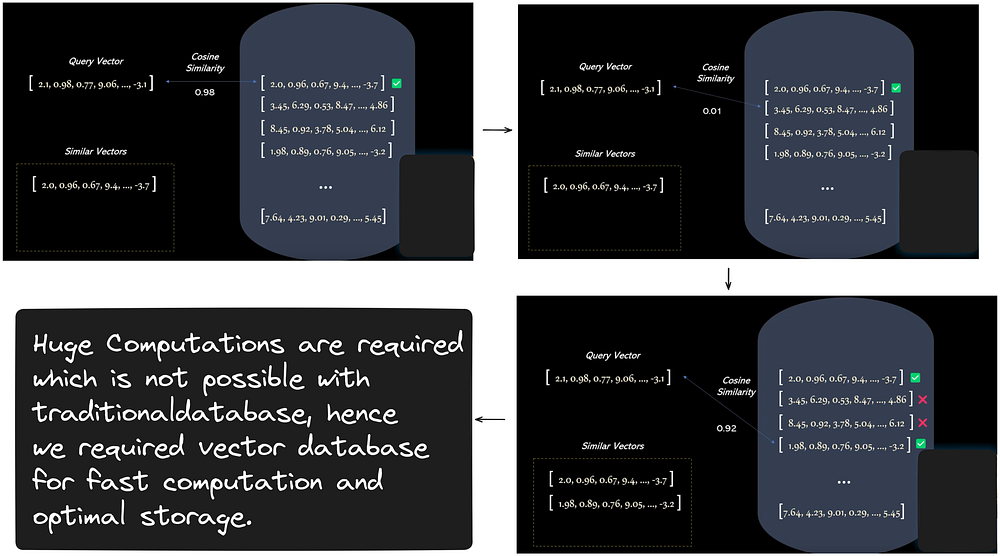 Query Vector
[ 2.1, 0.98, 0.77, 9.06, ..., -3.1 ]
Cosine
Similarity
0.98
[ 2.0, 0.96, 0.67, 9.4, ..., -3.7 ] ✅
[ 3.45, 6.29, 0.53, 8.47, ..., 4.86 ]
[ 8.45, 0.92, 3.78, 5.04, ..., 6.12 ]
[ 1.98, 0.89, 0.76, 9.05, ..., -3.2 ]
...
[7.64, 4.23, 9.01, 0.29, ..., 5.45]
Similar Vectors
[ 2.0, 0.96, 0.67, 9.4, ..., -3.7 ]
Query Vector
[ 2.1, 0.98, 0.77, 9.06, ..., -3.1 ]
Cosine
Similarity
0.01
[ 2.0, 0.96, 0.67, 9.4, ..., -3.7 ] ✅
[ 3.45, 6.29, 0.53, 8.47, ..., 4.86 ]
[ 8.45, 0.92, 3.78, 5.04, ..., 6.12 ]
[ 1.98, 0.89, 0.76, 9.05, ..., -3.2 ]
...
[7.64, 4.23, 9.01, 0.29, ..., 5.45]
Similar Vectors
[ 2.0, 0.96, 0.67, 9.4, ..., -3.7 ]
Query Vector
[ 2.1, 0.98, 0.77, 9.06, ..., -3.1 ]
Cosine
Similarity
0.92
[ 2.0, 0.96, 0.67, 9.4, ..., -3.7 ] ✅
[ 3.45, 6.29, 0.53, 8.47, ..., 4.86 ] ❌
[ 8.45, 0.92, 3.78, 5.04, ..., 6.12 ] ❌
[ 1.98, 0.89, 0.76, 9.05, ..., -3.2 ] ✅
...
[7.64, 4.23, 9.01, 0.29, ..., 5.45]
Similar Vectors
[ 2.0, 0.96, 0.67, 9.4, ..., -3.7 ]
[ 1.98, 0.89, 0.76, 9.05, ..., -3.2 ]
Huge Computations are required
which is not possible with
traditionaldatabase, hence
we required vector database
for fast computation and
optimal storage.